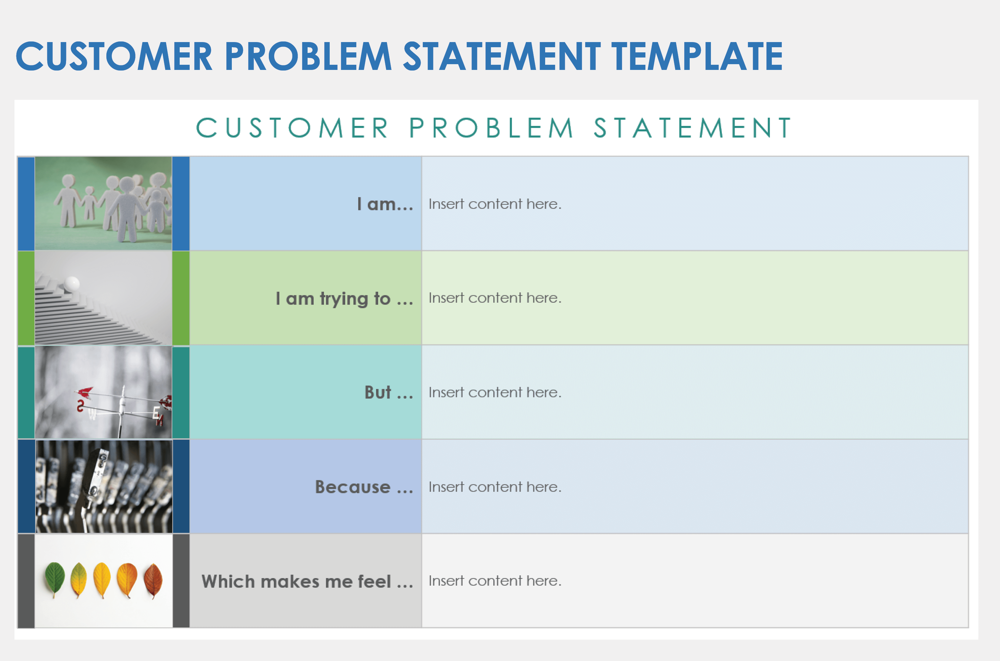 CUSTOMER PROBLEM STATEMENT TEMPLATE
CUSTOMER PROBLEM STATEMENT
I am... Insert content here.
I am trying to ... Insert content here.
But ... Insert content here.
S W E N
Because ... Insert content here.
Which makes me feel ... Insert content here.